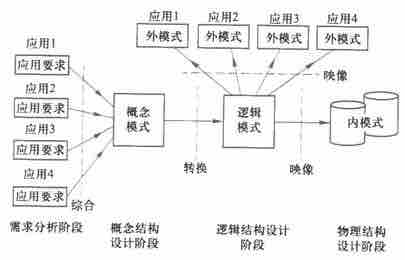 应用1 应用2 应用3 应用4
外模式 外模式 外模式 外模式
应用1
应用要求
应用2
应用要求
应用3
应用要求
应用4
应用要求
综合
概念
模式
转换
逻辑
模式
映像
映像
内模式
需求分析阶段
概念结构
设计阶段
逻辑结构设计
阶段
物理结构
设计阶段